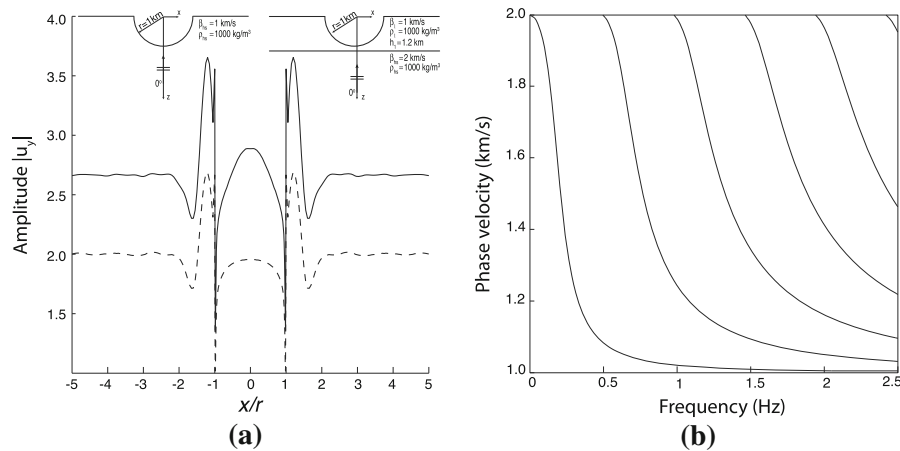 4.0
3.5
3.0
2.5
2.0
1.5
Amplitude |u_y|
-5 -4 -3 -2 -1 0 1 2 3 4 5
x/r
r=1km
x
β_hs=1 km/s
ρ_hs=1000 kg/m³
0°
z
r=1km
x
β_1=1 km/s
ρ_1=1000 kg/m³
h_1=1.2 km
β_hs=2 km/s
ρ_hs=1000 kg/m³
0°
z
(a)
2.0
1.8
1.6
1.4
1.2
1.0
Phase velocity (km/s)
0 0.5 1 1.5 2 2.5
Frequency (Hz)
(b)